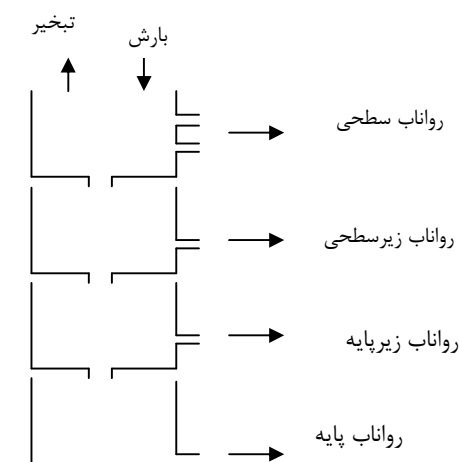 تبخیر
بارش
رواناب سطحی
رواناب زیرسطحی
رواناب زیرپایه
رواناب پایه